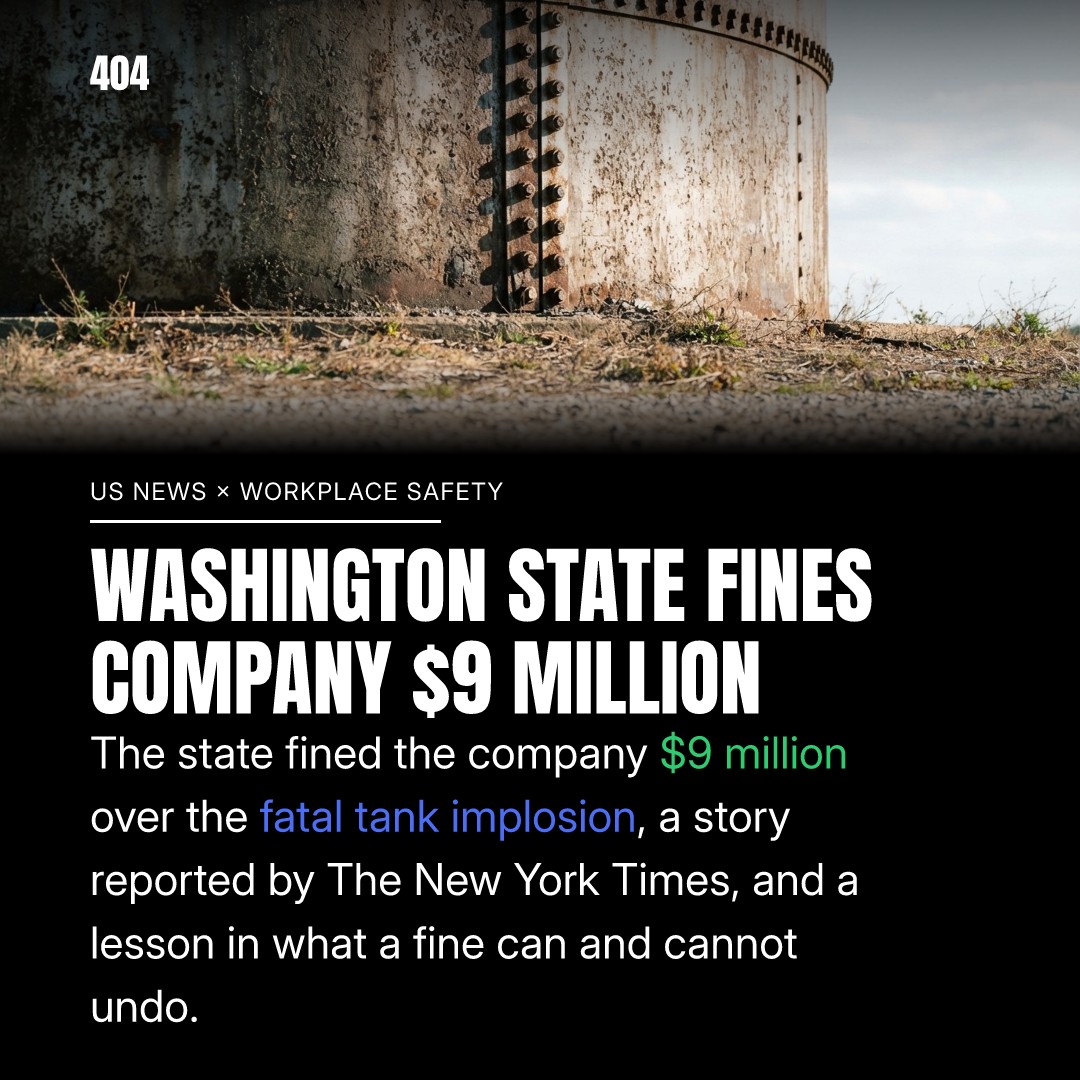 404
US NEWS × WORKPLACE SAFETY
WASHINGTON STATE FINES
COMPANY $9 MILLION
The state fined the company $9 million
over the fatal tank implosion, a story
reported by The New York Times, and a
lesson in what a fine can and cannot
undo.